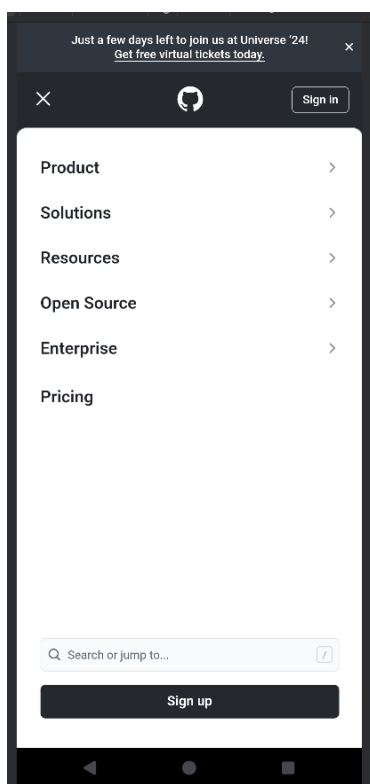 Just a few days left to join us at Universe '24!
Get free virtual tickets today.
Sign in
Product
Solutions
Resources
Open Source
Enterprise
Pricing
Search or jump to...
/
Sign up